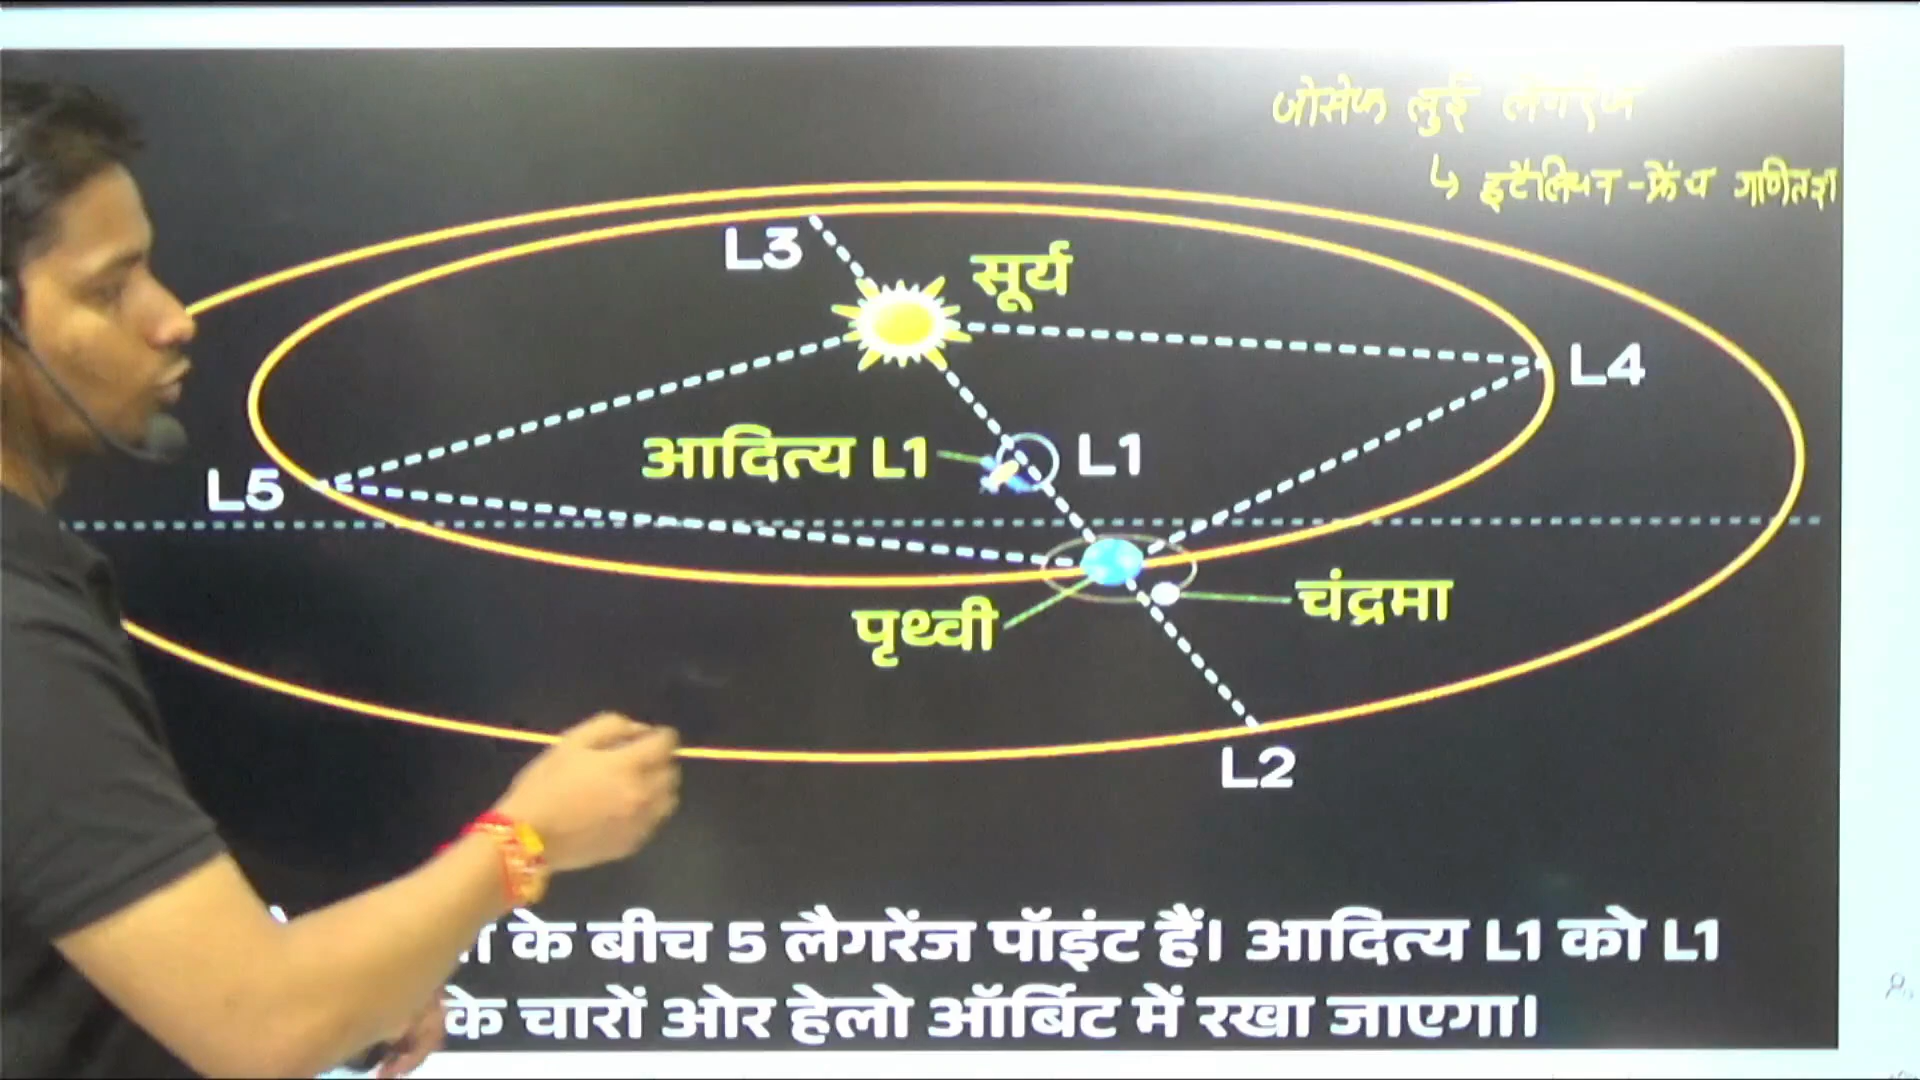 जोसेफ लुई लैगरेंज
↳ इटैलियन-फ्रेंच गणितज्ञ
L3
सूर्य
L4
आदित्य L1
L1
L5
चंद्रमा
पृथ्वी
L2
के बीच 5 लैगरेंज पॉइंट हैं। आदित्य L1 को L1
के चारों ओर हेलो ऑर्बिट में रखा जाएगा।